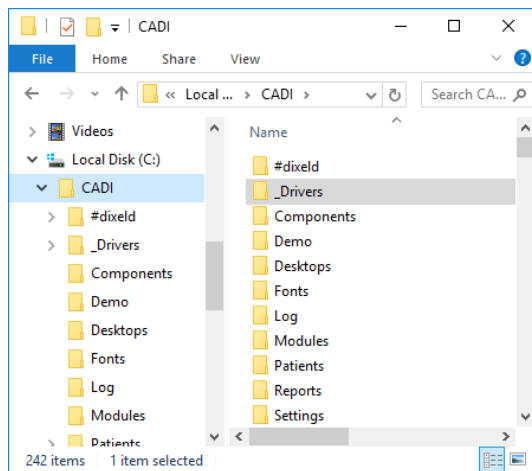 CADI
File Home Share View
« Local ... › CADI › Search CA...
Videos
Local Disk (C:)
CADI
#dixeld
_Drivers
Components
Demo
Desktops
Fonts
Log
Modules
Patients
Name
#dixeld
_Drivers
Components
Demo
Desktops
Fonts
Log
Modules
Patients
Reports
Settings
242 items 1 item selected